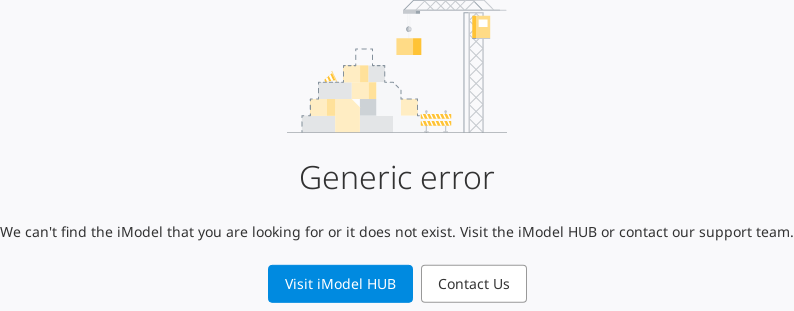 Generic error
We can't find the iModel that you are looking for or it does not exist. Visit the iModel HUB or contact our support team.
Visit iModel HUB
Contact Us